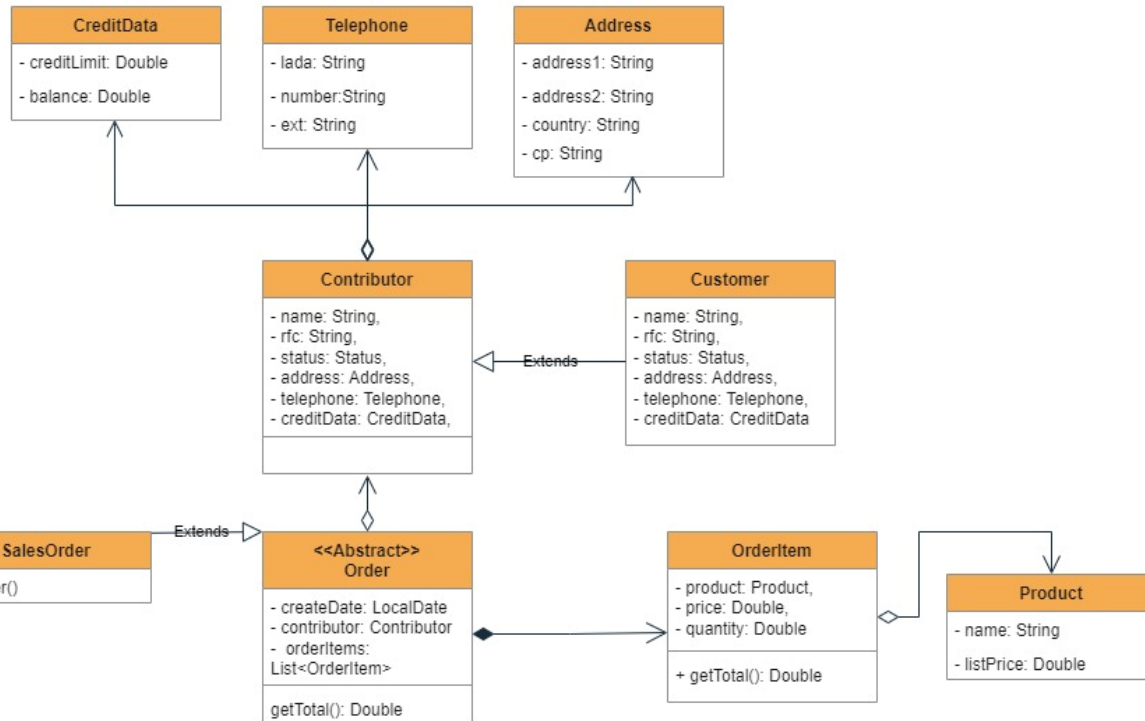 CreditData
- creditLimit: Double
- balance: Double
Telephone
- lada: String
- number:String
- ext: String
Address
- address1: String
- address2: String
- country: String
- cp: String
Contributor
- name: String,
- rfc: String,
- status: Status,
- address: Address,
- telephone: Telephone,
- creditData: CreditData,
Extends
Customer
- name: String,
- rfc: String,
- status: Status,
- address: Address,
- telephone: Telephone,
- creditData: CreditData
SalesOrder
r()
Extends
<<Abstract>>
Order
- createDate: LocalDate
- contributor: Contributor
- orderItems:
List<OrderItem>
getTotal(): Double
OrderItem
- product: Product,
- price: Double,
- quantity: Double
+ getTotal(): Double
Product
- name: String
- listPrice: Double